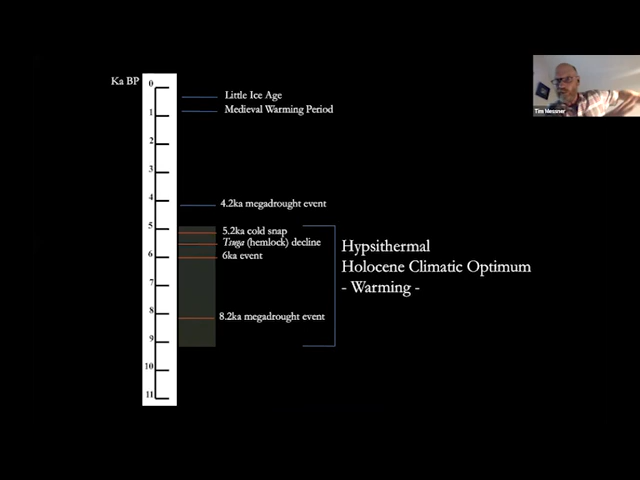 Ka BP
0
Little Ice Age
Medieval Warming Period
1
2
3
4
4.2ka megadrought event
5
5.2ka cold snap
Tsuga (hemlock) decline
6
6ka event
Hypsithermal
Holocene Climatic Optimum
- Warming -
7
8
8.2ka megadrought event
9
10
11
Tim Messner